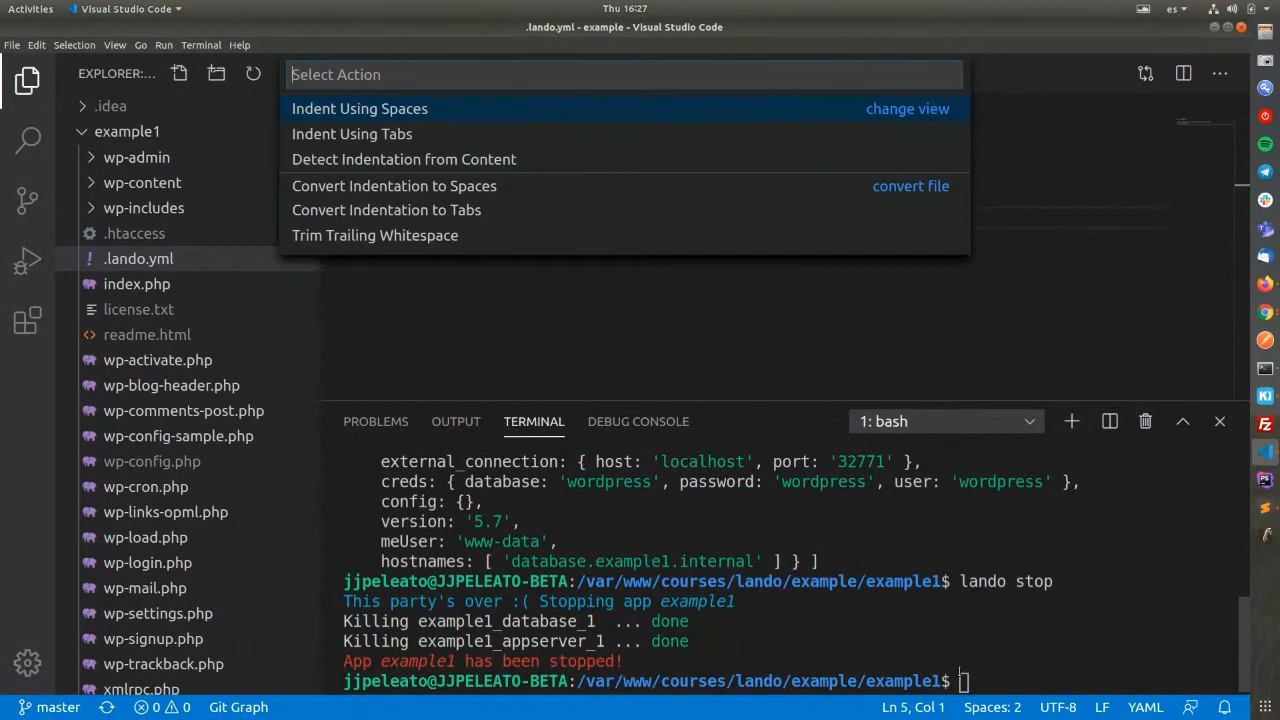 Activities
Visual Studio Code
Thu 16:27
es
.lando.yml - example - Visual Studio Code
File Edit Selection View Go Run Terminal Help
EXPLORER:...
Select Action
Indent Using Spaces
change view
Indent Using Tabs
Detect Indentation from Content
Convert Indentation to Spaces
convert file
Convert Indentation to Tabs
Trim Trailing Whitespace
.idea
example1
wp-admin
wp-content
wp-includes
.htaccess
.lando.yml
index.php
license.txt
readme.html
wp-activate.php
wp-blog-header.php
wp-comments-post.php
wp-config-sample.php
wp-config.php
wp-cron.php
wp-links-opml.php
wp-load.php
wp-login.php
wp-mail.php
wp-settings.php
wp-signup.php
wp-trackback.php
xmlrpc.php
PROBLEMS OUTPUT TERMINAL DEBUG CONSOLE
1: bash
external_connection: { host: 'localhost', port: '32771' },
creds: { database: 'wordpress', password: 'wordpress', user: 'wordpress' },
config: {},
version: '5.7',
meUser: 'www-data',
hostnames: [ 'database.example1.internal' ] } ]
jjpeleato@JJPELEATO-BETA:/var/www/courses/lando/example/example1$ lando stop
This party's over :( Stopping app example1
Killing example1_database_1 ... done
Killing example1_appserver_1 ... done
App example1 has been stopped!
jjpeleato@JJPELEATO-BETA:/var/www/courses/lando/example/example1$
master
0
0
Git Graph
Ln 5, Col 1
Spaces: 2
UTF-8
LF
YAML